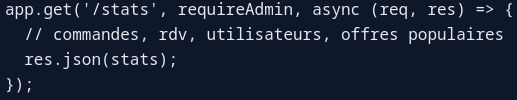 app.get('/stats', requireAdmin, async (req, res) => {
  // commandes, rdv, utilisateurs, offres populaires
  res.json(stats);
});